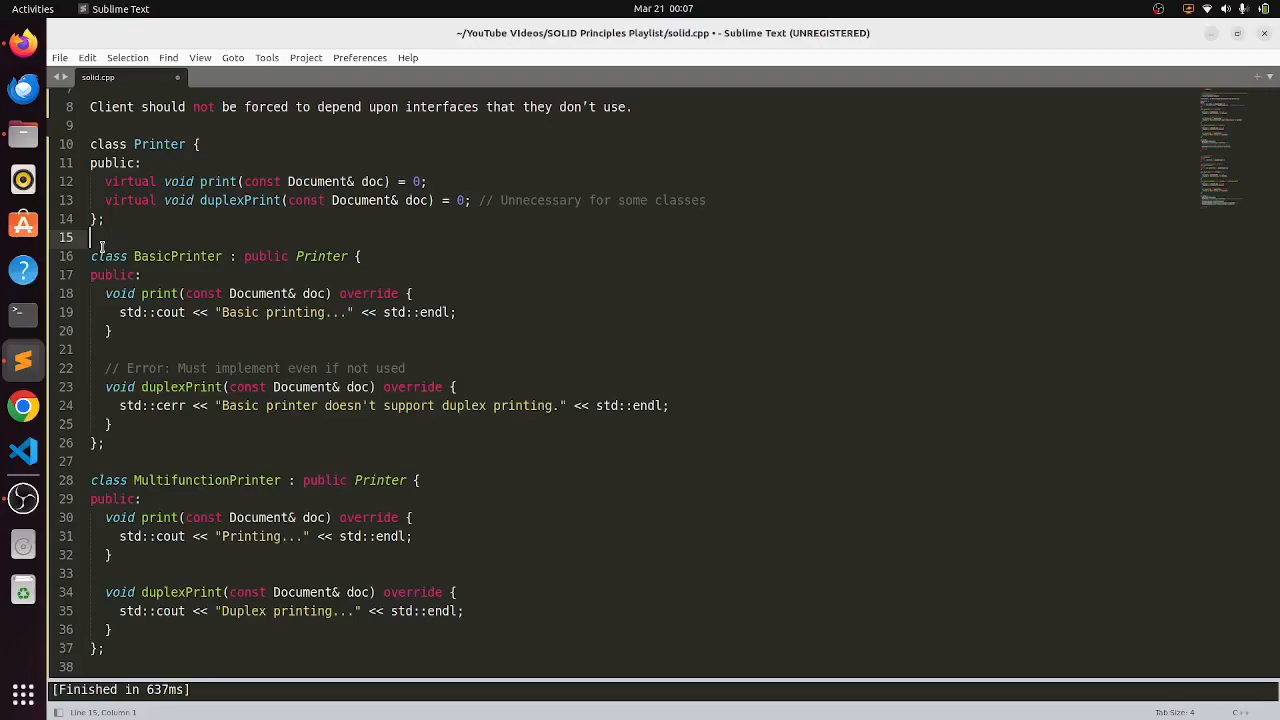 Activities
Sublime Text
Mar 21 00:07
~/YouTube VIdeos/SOLID Principles Playlist/solid.cpp • - Sublime Text (UNREGISTERED)
File Edit Selection Find View Goto Tools Project Preferences Help
solid.cpp
8 Client should not be forced to depend upon interfaces that they don't use.
9
10 class Printer {
11 public:
12 virtual void print(const Document& doc) = 0;
13 virtual void duplexPrint(const Document& doc) = 0; // Unnecessary for some classes
14 };
15
16 class BasicPrinter : public Printer {
17 public:
18 void print(const Document& doc) override {
19 std::cout << "Basic printing..." << std::endl;
20 }
21
22 // Error: Must implement even if not used
23 void duplexPrint(const Document& doc) override {
24 std::cerr << "Basic printer doesn't support duplex printing." << std::endl;
25 }
26 };
27
28 class MultifunctionPrinter : public Printer {
29 public:
30 void print(const Document& doc) override {
31 std::cout << "Printing..." << std::endl;
32 }
33
34 void duplexPrint(const Document& doc) override {
35 std::cout << "Duplex printing..." << std::endl;
36 }
37 };
38
[Finished in 637ms]
Line 15, Column 1
Tab Size: 4
C++